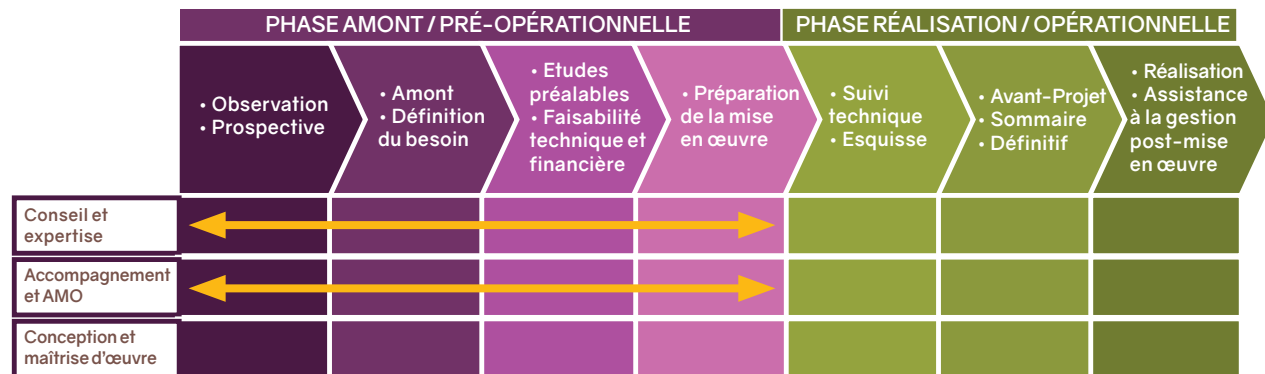 PHASE AMONT / PRÉ-OPÉRATIONNELLE
PHASE RÉALISATION / OPÉRATIONNELLE
• Observation
• Prospective
• Amont
• Définition
du besoin
• Etudes
préalables
• Faisabilité
technique et
financière
• Préparation
de la mise
en œuvre
• Suivi
technique
• Esquisse
• Avant-Projet
• Sommaire
• Définitif
• Réalisation
• Assistance
à la gestion
post-mise
en œuvre
Conseil et
expertise
Accompagnement
et AMO
Conception et
maîtrise d'œuvre